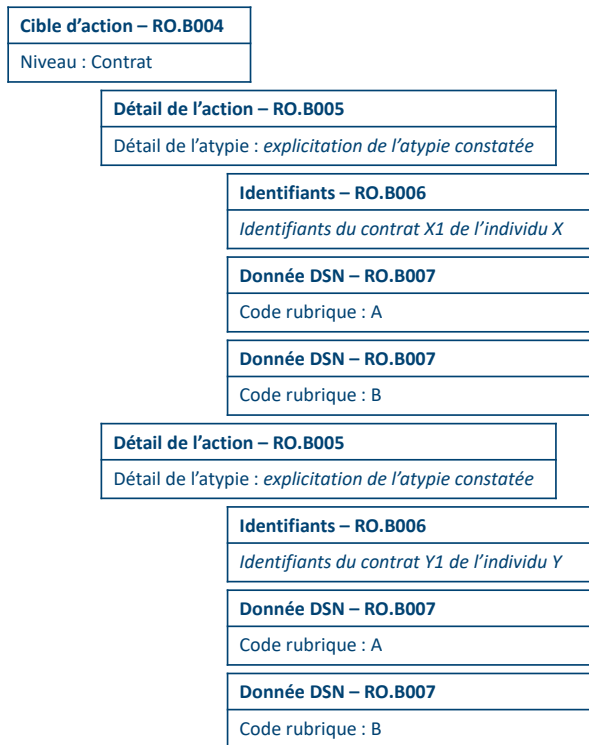 Cible d’action – RO.B004
Niveau : Contrat
Détail de l’action – RO.B005
Détail de l’atypie : explicitation de l’atypie constatée
Identifiants – RO.B006
Identifiants du contrat X1 de l’individu X
Donnée DSN – RO.B007
Code rubrique : A
Donnée DSN – RO.B007
Code rubrique : B
Détail de l’action – RO.B005
Détail de l’atypie : explicitation de l’atypie constatée
Identifiants – RO.B006
Identifiants du contrat Y1 de l’individu Y
Donnée DSN – RO.B007
Code rubrique : A
Donnée DSN – RO.B007
Code rubrique : B